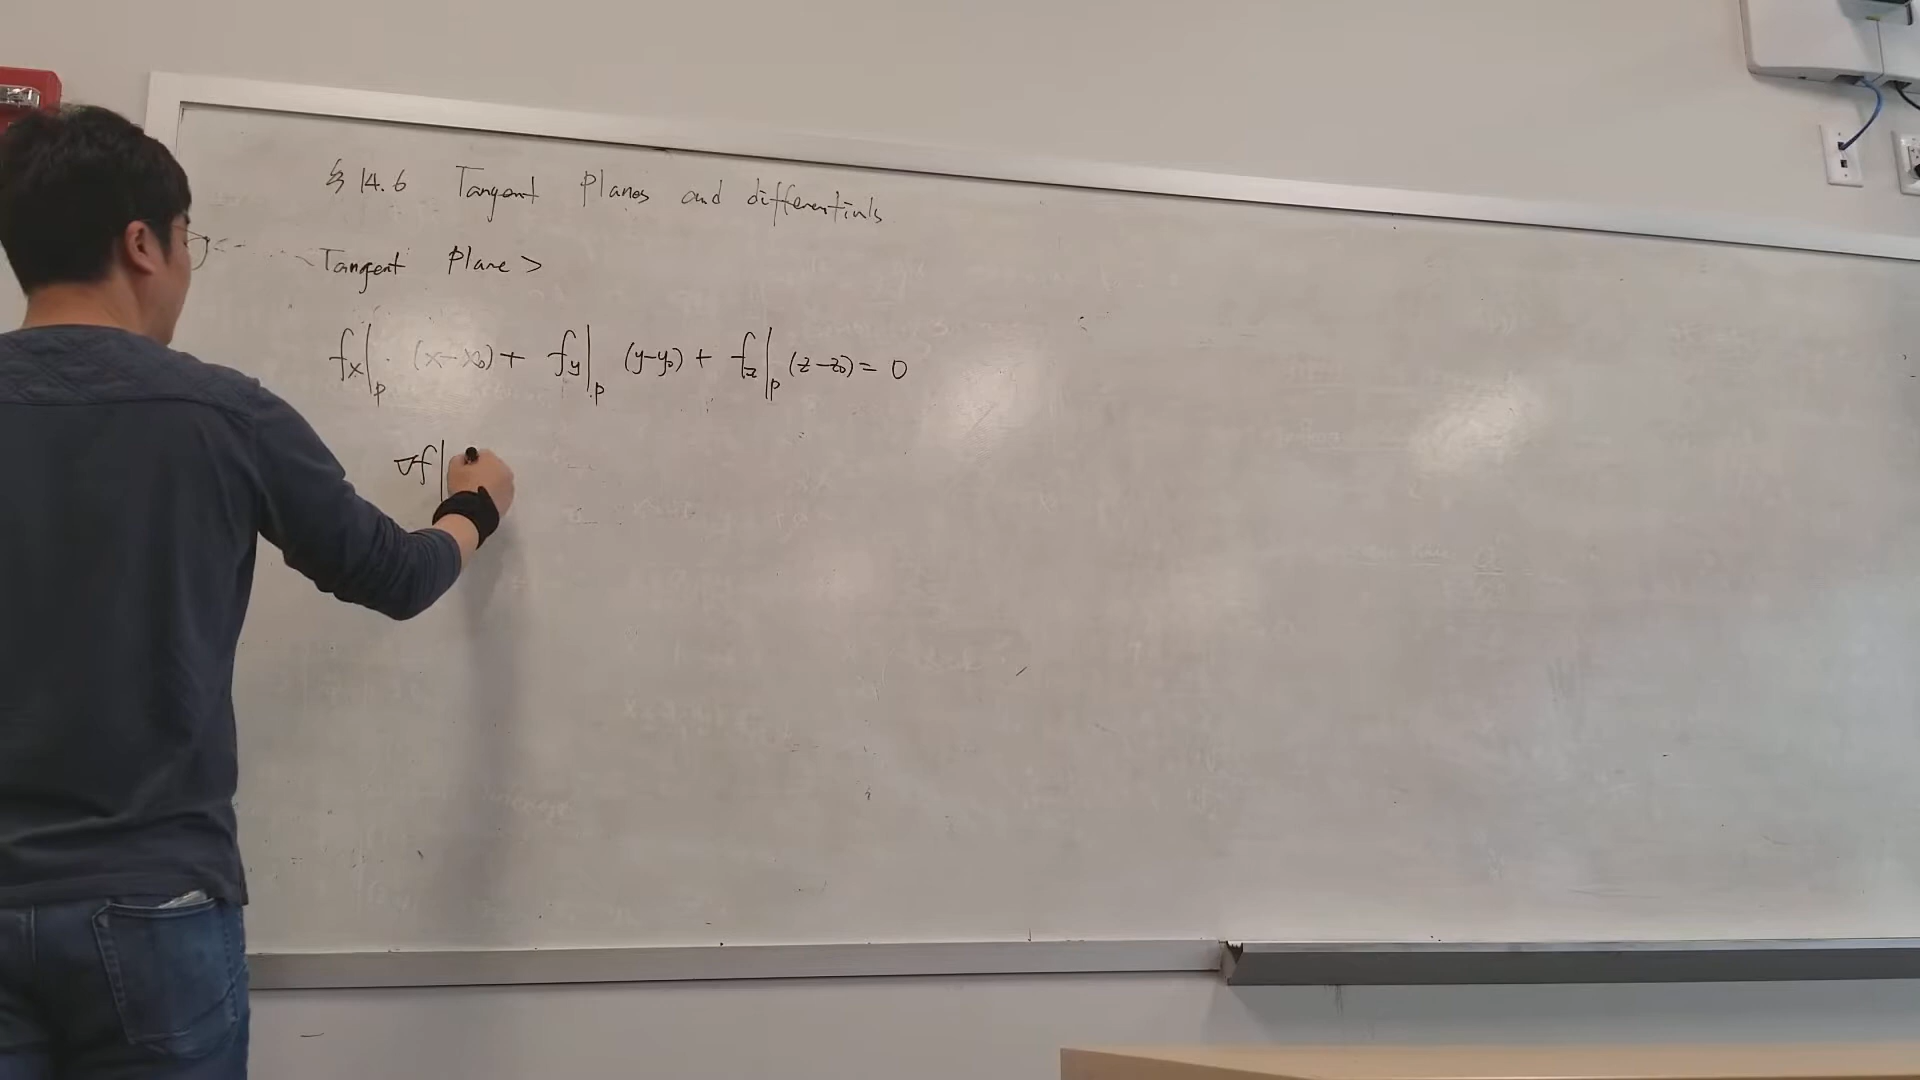 § 14.6 Tangent Planes and differentials
Tangent Plane >
fx|p · (x-x₀) + fy|p (y-y₀) + fz|p (z-z₀) = 0
∇f|